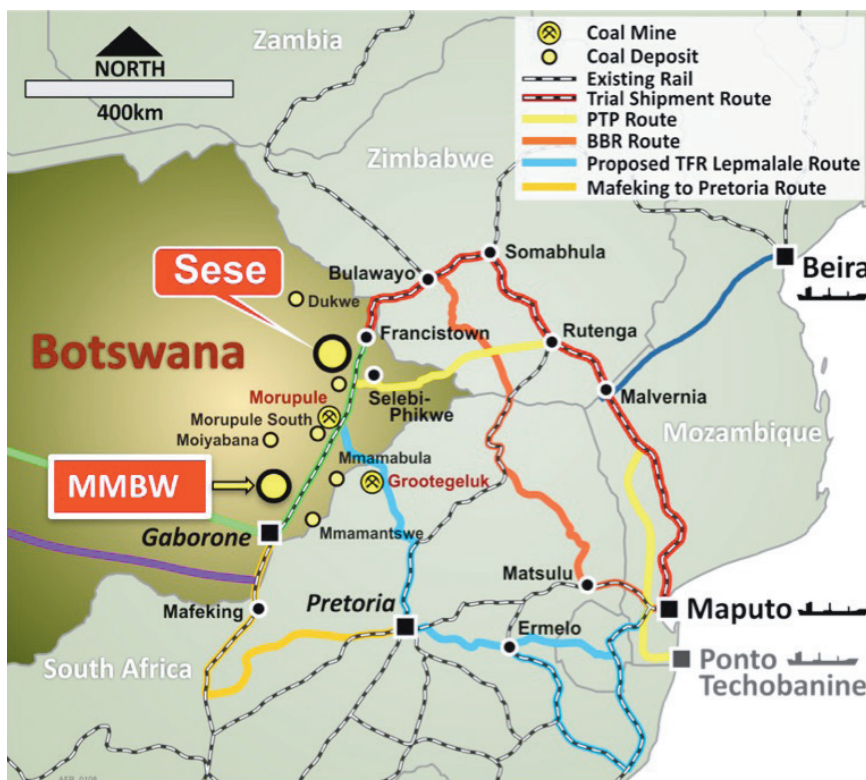 Zambia
NORTH
400km
Coal Mine
Coal Deposit
Existing Rail
Trial Shipment Route
PTP Route
BBR Route
Proposed TFR Lepmalale Route
Mafeking to Pretoria Route
Zimbabwe
Sese
Somabhula
Bulawayo
Beira
Dukwe
Francistown
Rutenga
Botswana
Selebi-
Phikwe
Malvernia
Morupule
Morupule South
Moiyabana
Mozambique
Mmamabula
MMBW
Grootegeluk
Gaborone
Mmamantswe
Matsulu
Mafeking
Pretoria
Maputo
Ermelo
South Africa
Ponto
Techobanine